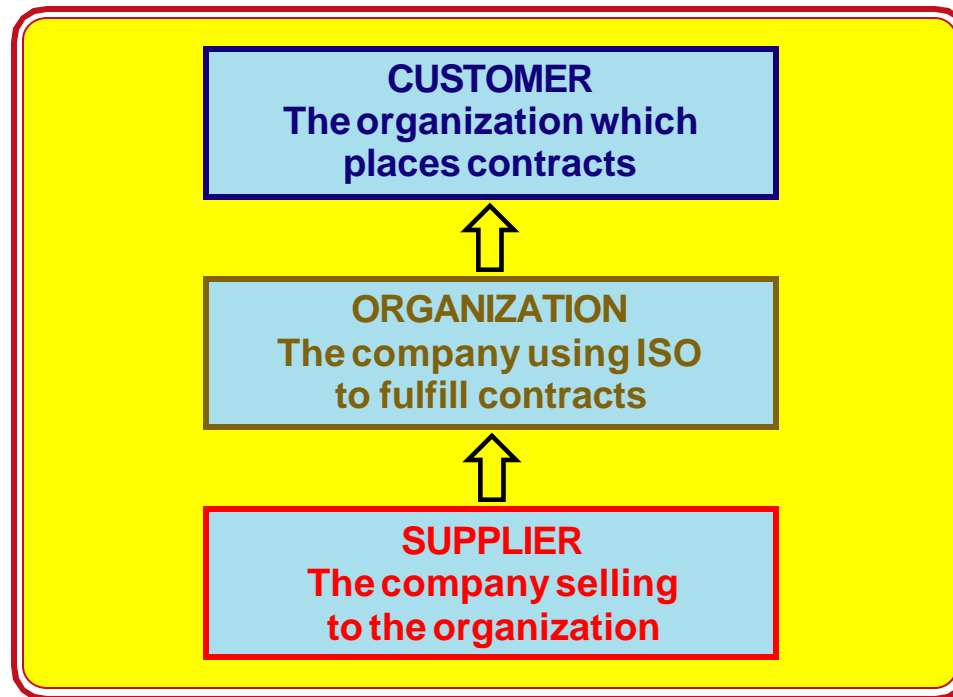 CUSTOMER
The organization which
places contracts
ORGANIZATION
The company using ISO
to fulfill contracts
SUPPLIER
The company selling
to the organization